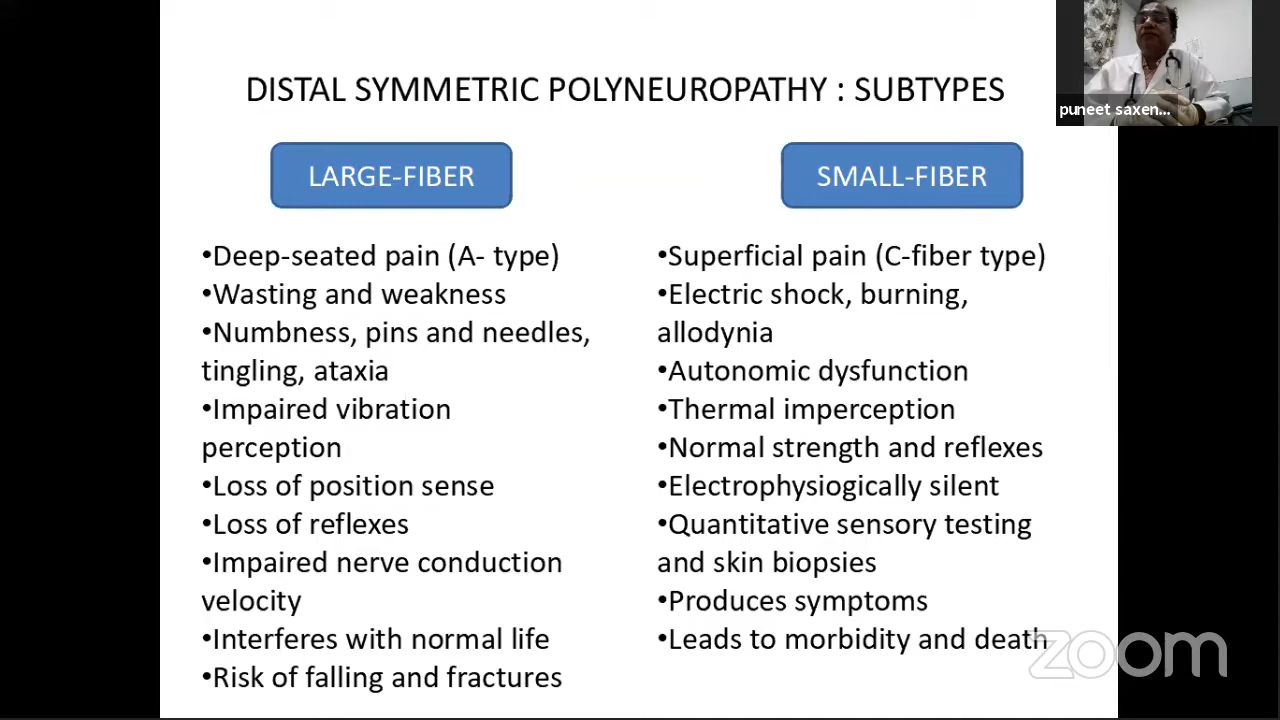 DISTAL SYMMETRIC POLYNEUROPATHY : SUBTYPES
puneet saxen...
LARGE-FIBER
•Deep-seated pain (A- type)
•Wasting and weakness
•Numbness, pins and needles,
tingling, ataxia
•Impaired vibration
perception
•Loss of position sense
•Loss of reflexes
•Impaired nerve conduction
velocity
•Interferes with normal life
•Risk of falling and fractures
SMALL-FIBER
•Superficial pain (C-fiber type)
•Electric shock, burning,
allodynia
•Autonomic dysfunction
•Thermal imperception
•Normal strength and reflexes
•Electrophysiogically silent
•Quantitative sensory testing
and skin biopsies
•Produces symptoms
•Leads to morbidity and death
zoom